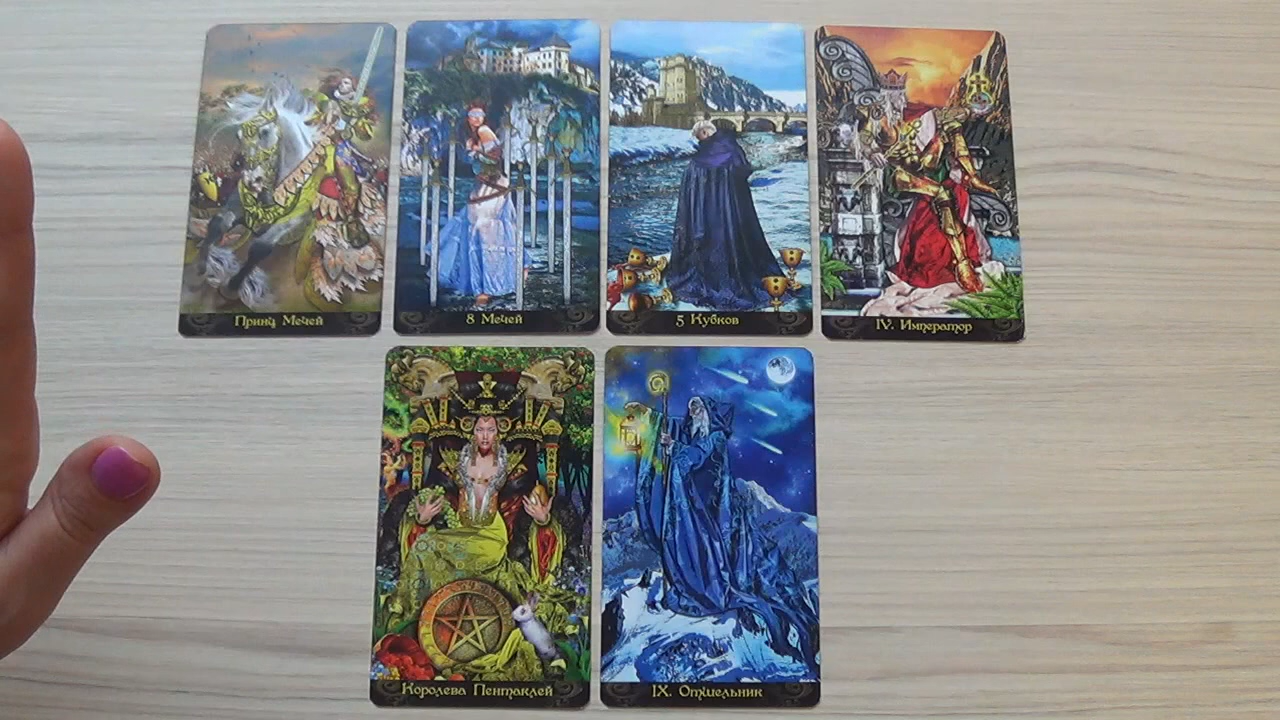 Принц Мечей
8 Мечей
5 Кубков
IV. Император
Королева Пентаклей
IX. Отшельник